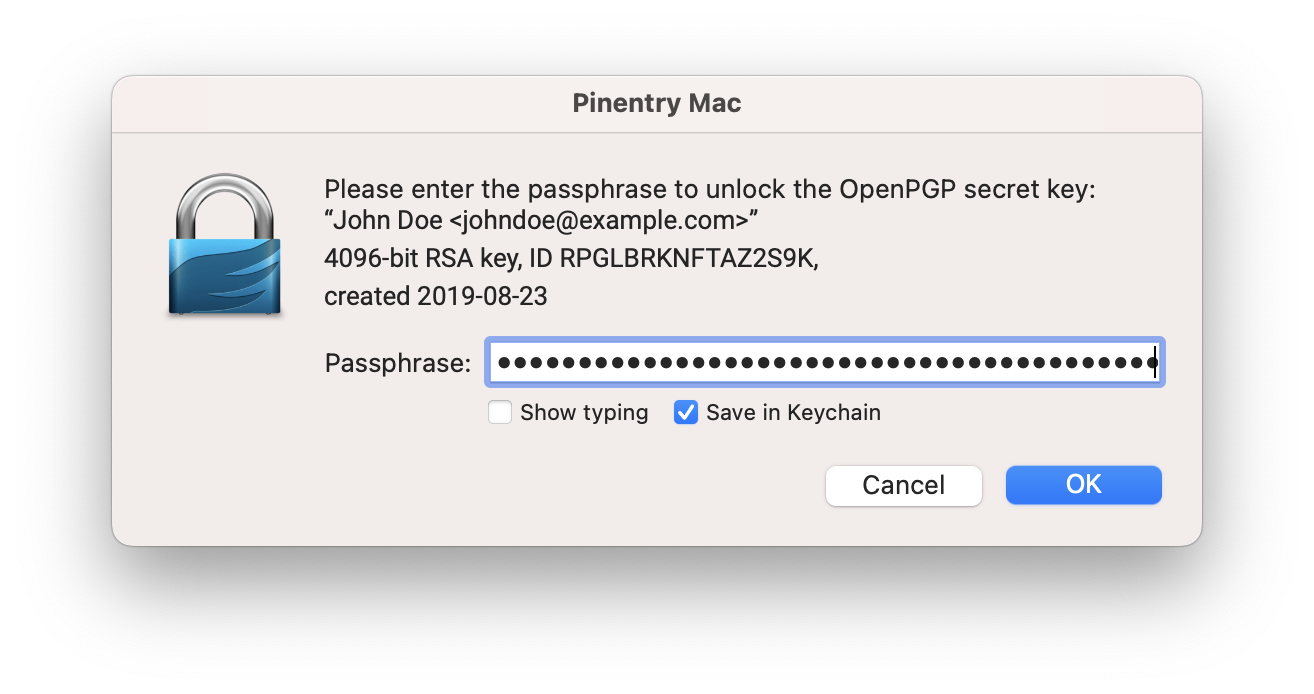 Pinentry Mac
Please enter the passphrase to unlock the OpenPGP secret key:
“John Doe <johndoe@example.com>”
4096-bit RSA key, ID RPGLBRKNFTAZ2S9K,
created 2019-08-23
Passphrase: ●●●●●●●●●●●●●●●●●●●●●●●●●●●●●●●●●●●●●●●●●
Show typing Save in Keychain
Cancel OK